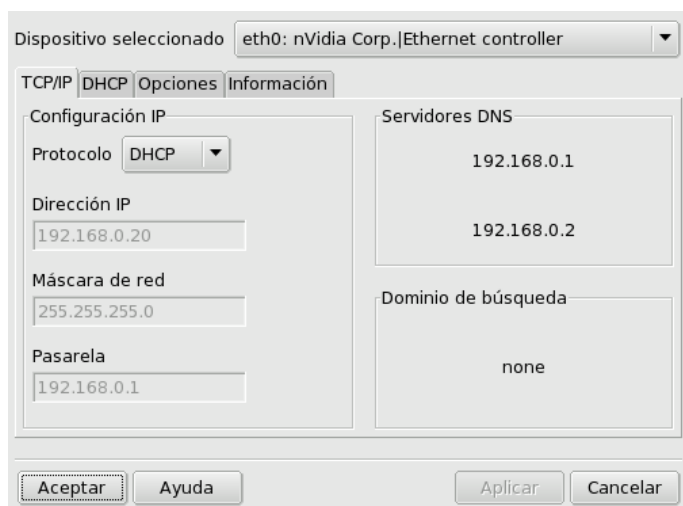 Dispositivo seleccionado eth0: nVidia Corp.|Ethernet controller
TCP/IP DHCP Opciones Información
Configuración IP
Protocolo DHCP
Dirección IP
192.168.0.20
Máscara de red
255.255.255.0
Pasarela
192.168.0.1
Servidores DNS
192.168.0.1
192.168.0.2
Dominio de búsqueda
none
Aceptar Ayuda Aplicar Cancelar